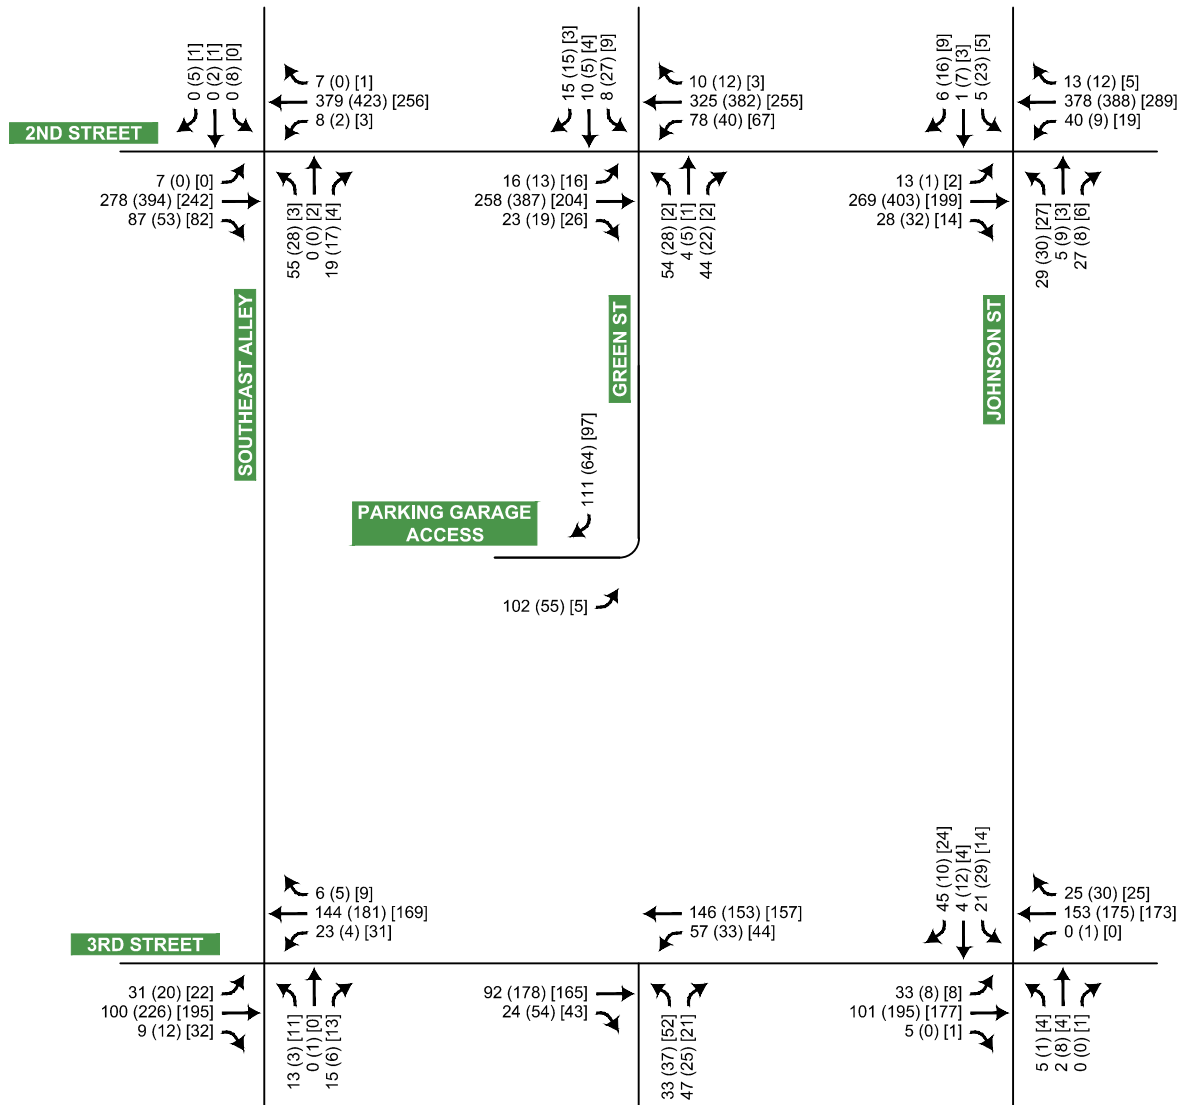 0 (5) [1]
0 (2) [1]
0 (8) [0]
7 (0) [1]
379 (423) [256]
8 (2) [3]
15 (15) [3]
10 (5) [4]
8 (27) [9]
10 (12) [3]
325 (382) [255]
78 (40) [67]
6 (16) [9]
1 (7) [3]
5 (23) [5]
13 (12) [5]
378 (388) [289]
40 (9) [19]
2ND STREET
7 (0) [0]
278 (394) [242]
87 (53) [82]
55 (28) [3]
0 (0) [2]
19 (17) [4]
16 (13) [16]
258 (387) [204]
23 (19) [26]
54 (28) [2]
4 (5) [1]
44 (22) [2]
13 (1) [2]
269 (403) [199]
28 (32) [14]
29 (30) [27]
5 (9) [3]
27 (8) [6]
SOUTHEAST ALLEY
GREEN ST
JOHNSON ST
111 (64) [97]
PARKING GARAGE
ACCESS
102 (55) [5]
6 (5) [9]
144 (181) [169]
23 (4) [31]
146 (153) [157]
57 (33) [44]
45 (10) [24]
4 (12) [4]
21 (29) [14]
25 (30) [25]
153 (175) [173]
0 (1) [0]
3RD STREET
31 (20) [22]
100 (226) [195]
9 (12) [32]
13 (3) [11]
0 (1) [0]
15 (6) [13]
92 (178) [165]
24 (54) [43]
33 (37) [52]
47 (25) [21]
33 (8) [8]
101 (195) [177]
5 (0) [1]
5 (1) [4]
2 (8) [4]
0 (0) [1]